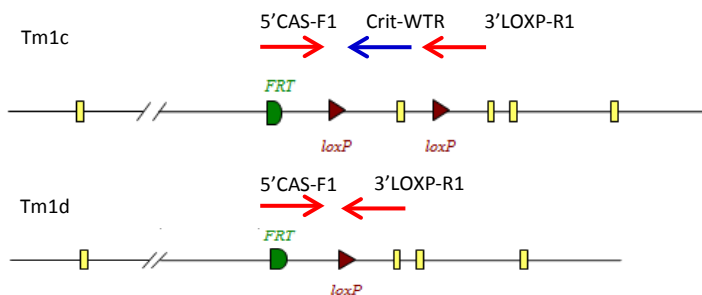 5'CAS-F1 Crit-WTR 3'LOXP-R1
Tm1c
FRT
loxP loxP
5'CAS-F1 3'LOXP-R1
Tm1d
FRT
loxP